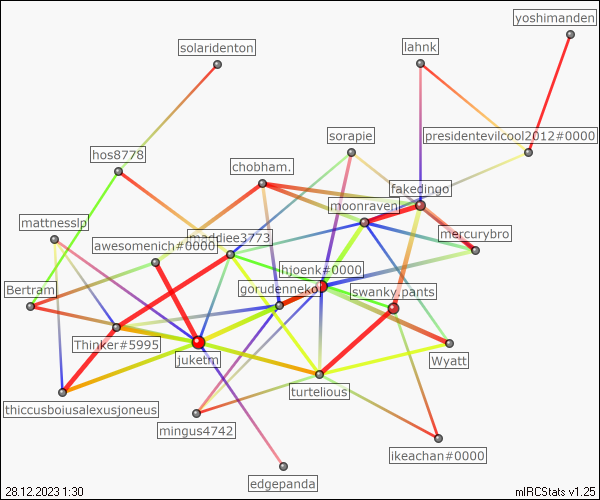 yoshimanden
solaridenton
lahnk
sorapie
presidentevilcool2012#0000
hos8778
chobham.
fakedingo
moonraven
mattnesslp
maddiee3773
mercurybro
awesomenich#0000
hjoenk#0000
Bertram
gorudenneko
swanky.pants
Thinker#5995
juketm
Wyatt
turtelious
thiccusboiusalexusjoneus
mingus4742
ikeachan#0000
edgepanda
28.12.2023 1:30
mIRCStats v1.25